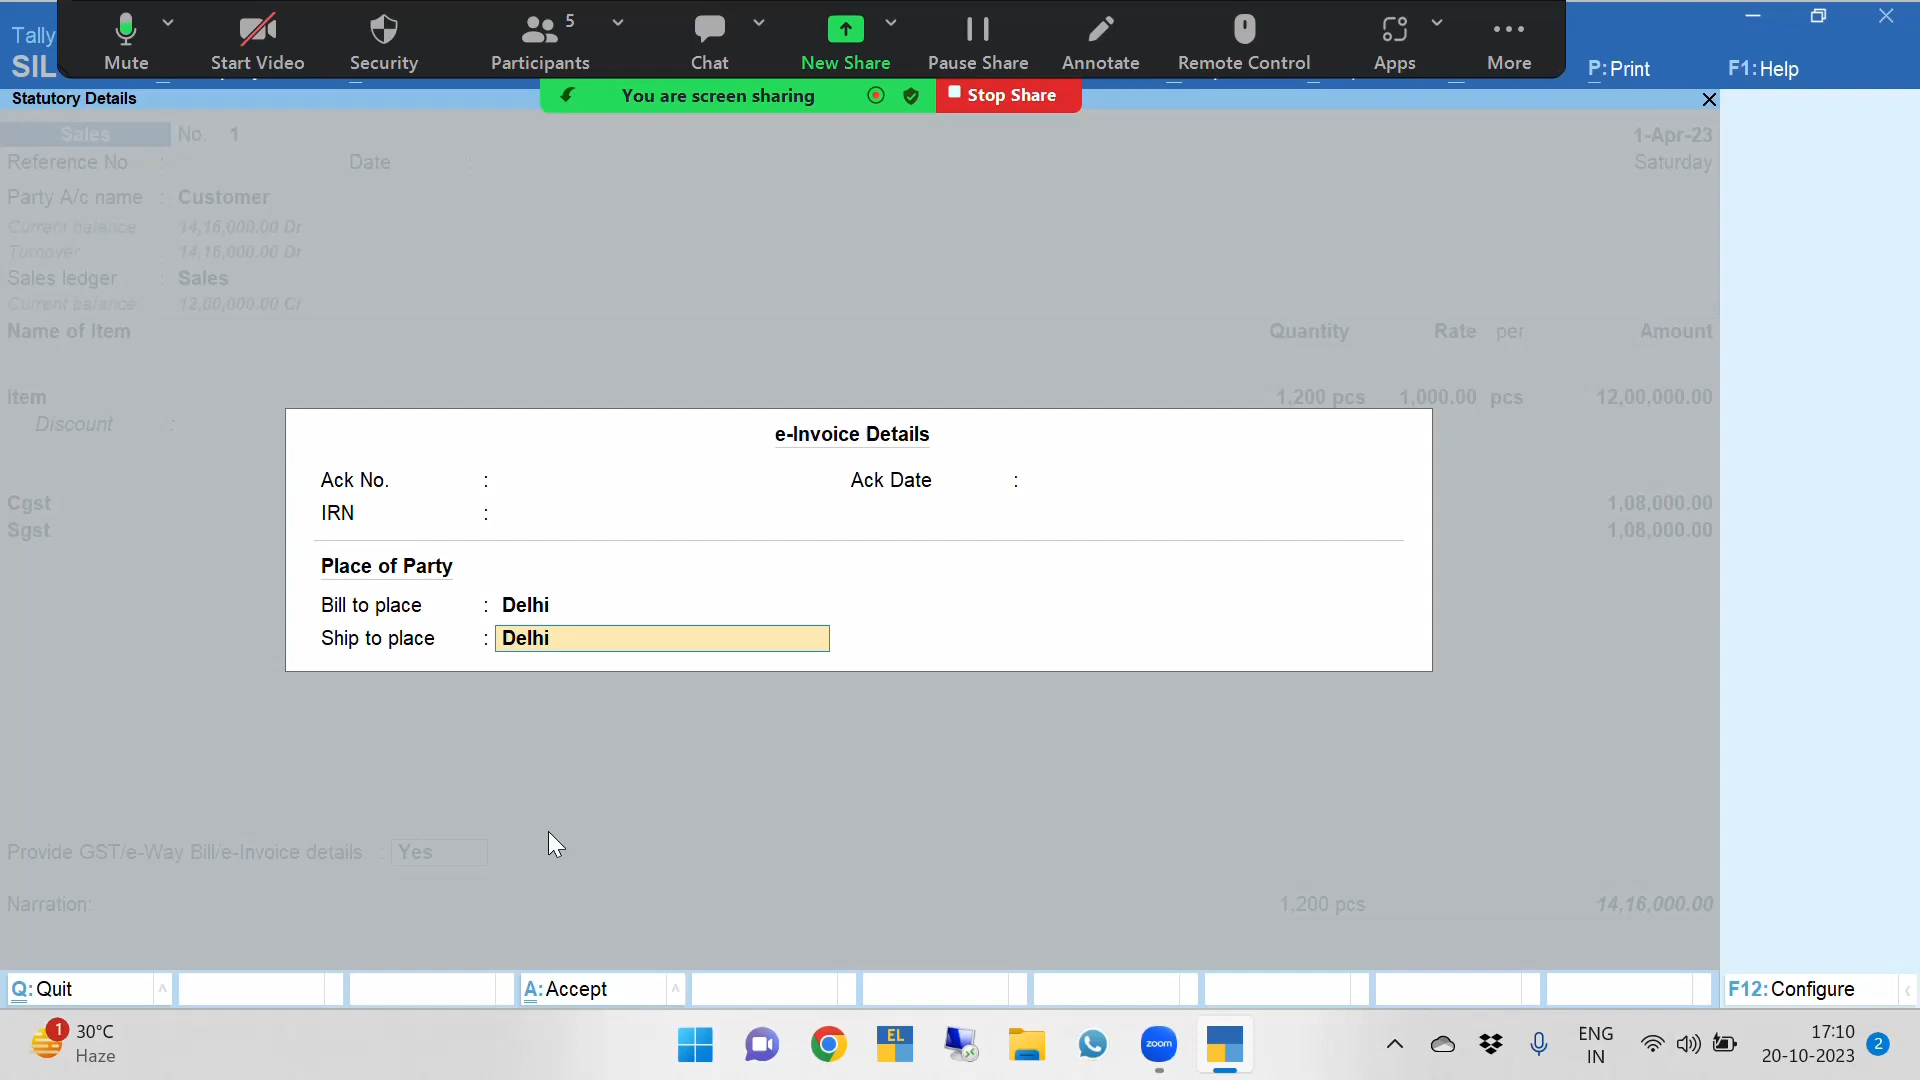 Tally
SIL
Mute
Start Video
Security
Participants 5
Chat
New Share
Pause Share
Annotate
Remote Control
Apps
More
P:Print
F1:Help
You are screen sharing
Stop Share
Statutory Details
Sales No. 1
1-Apr-23
Reference No : Date :
Saturday
Party A/c name : Customer
Current balance : 14,16,000.00 Dr
Turnover : 14,16,000.00 Dr
Sales ledger : Sales
Current balance : 12,00,000.00 Cr
Name of Item Quantity Rate per Amount
Item 1,200 pcs 1,000.00 pcs 12,00,000.00
Discount :
e-Invoice Details
Ack No. : Ack Date :
IRN :
Cgst 1,08,000.00
Sgst 1,08,000.00
Place of Party
Bill to place : Delhi
Ship to place : Delhi
Provide GST/e-Way Bill/e-Invoice details : Yes
Narration: 1,200 pcs 14,16,000.00
Q:Quit
A:Accept
F12:Configure
1
30°C
Haze
EL
zoom
ENG
IN
17:10
20-10-2023
2